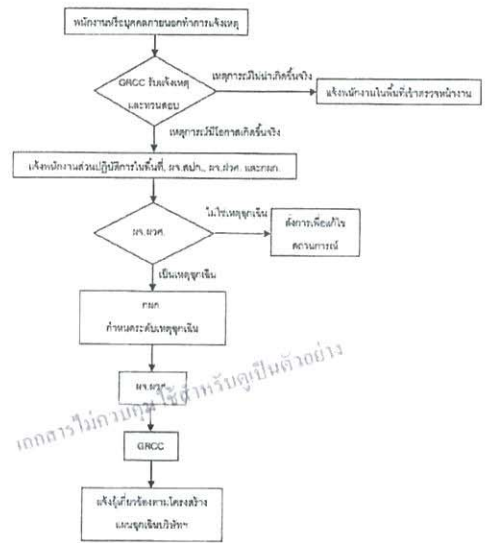 พนักงานหรือบุคคลภายนอกทำการแจ้งเหตุ
GRCC รับแจ้งเหตุ
และทวนสอบ
เหตุการณ์ไม่น่าเกิดขึ้นจริง
แจ้งพนักงานในพื้นที่เข้าตรวจหน้างาน
เหตุการณ์มีโอกาสเกิดขึ้นจริง
แจ้งพนักงานส่วนปฏิบัติการในพื้นที่, ผจ.สปก., ผจ.ฝวศ. และกผก.
ผจ.ฝวศ.
ไม่ใช่เหตุฉุกเฉิน
สั่งการเพื่อแก้ไข
สถานการณ์
เป็นเหตุฉุกเฉิน
กผก
กำหนดระดับเหตุฉุกเฉิน
ผจ.ฝวศ.
เอกสารไม่ควบคุม ใช้สำหรับดูเป็นตัวอย่าง
GRCC
แจ้งผู้เกี่ยวข้องตามโครงสร้าง
แผนฉุกเฉินบริษัทฯ